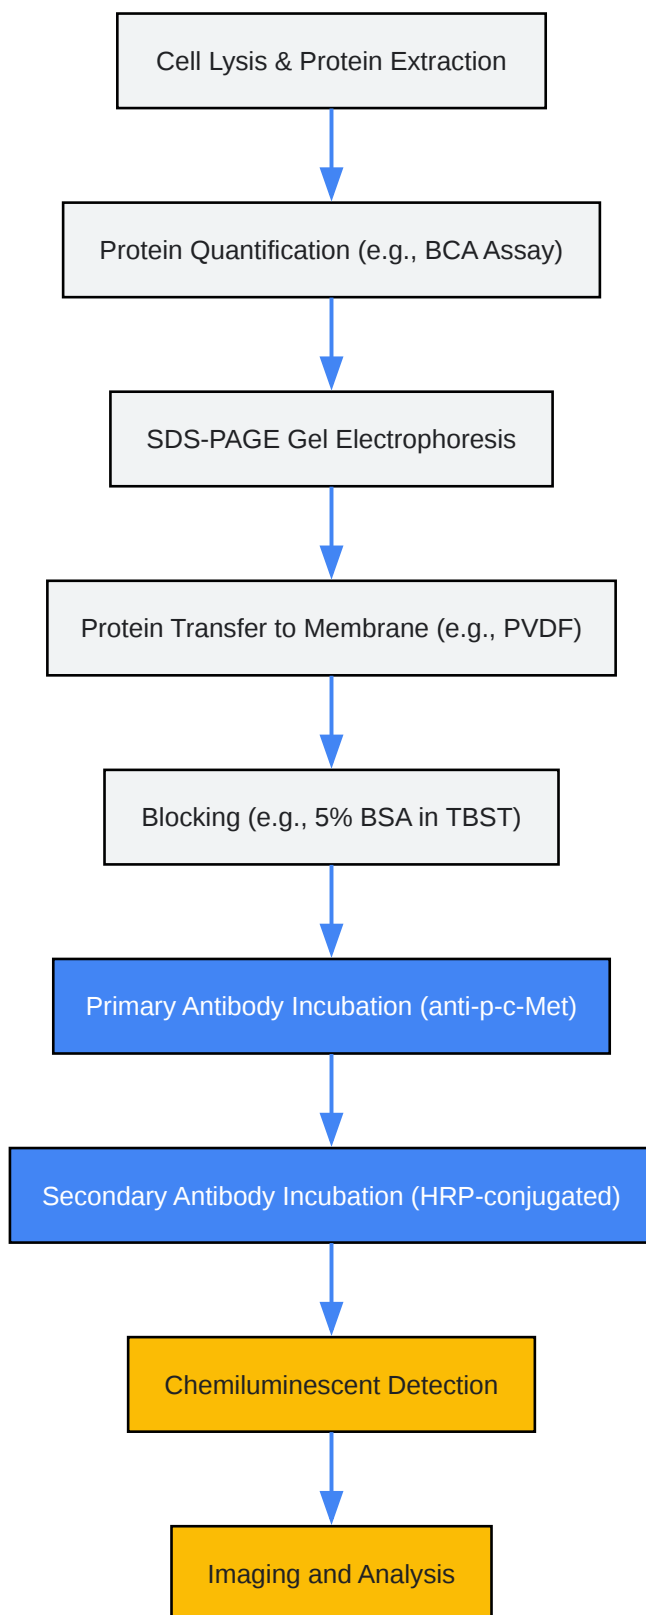 Cell Lysis & Protein Extraction
Protein Quantification (e.g., BCA Assay)
SDS-PAGE Gel Electrophoresis
Protein Transfer to Membrane (e.g., PVDF)
Blocking (e.g., 5% BSA in TBST)
Primary Antibody Incubation (anti-p-c-Met)
Secondary Antibody Incubation (HRP-conjugated)
Chemiluminescent Detection
Imaging and Analysis